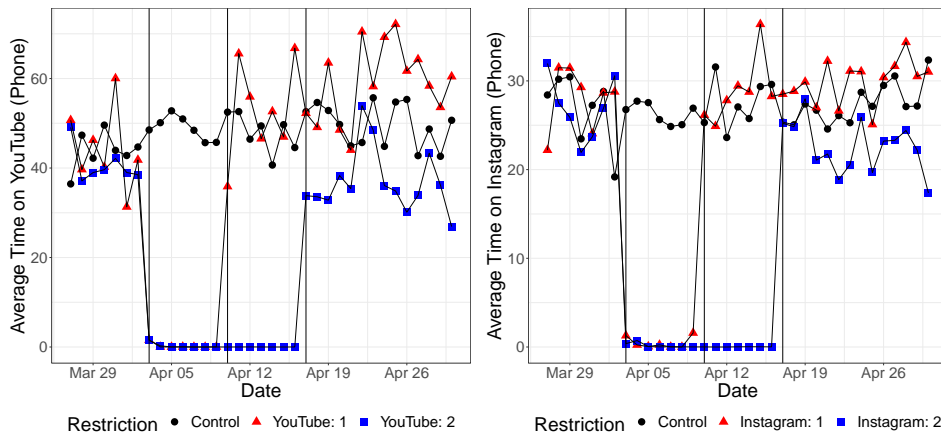 Average Time on YouTube (Phone)
60
40
20
0
Mar 29
Apr 05
Apr 12
Apr 19
Apr 26
Date
Restriction
Control
YouTube: 1
YouTube: 2
Average Time on Instagram (Phone)
30
20
10
0
Mar 29
Apr 05
Apr 12
Apr 19
Apr 26
Date
Restriction
Control
Instagram: 1
Instagram: 2